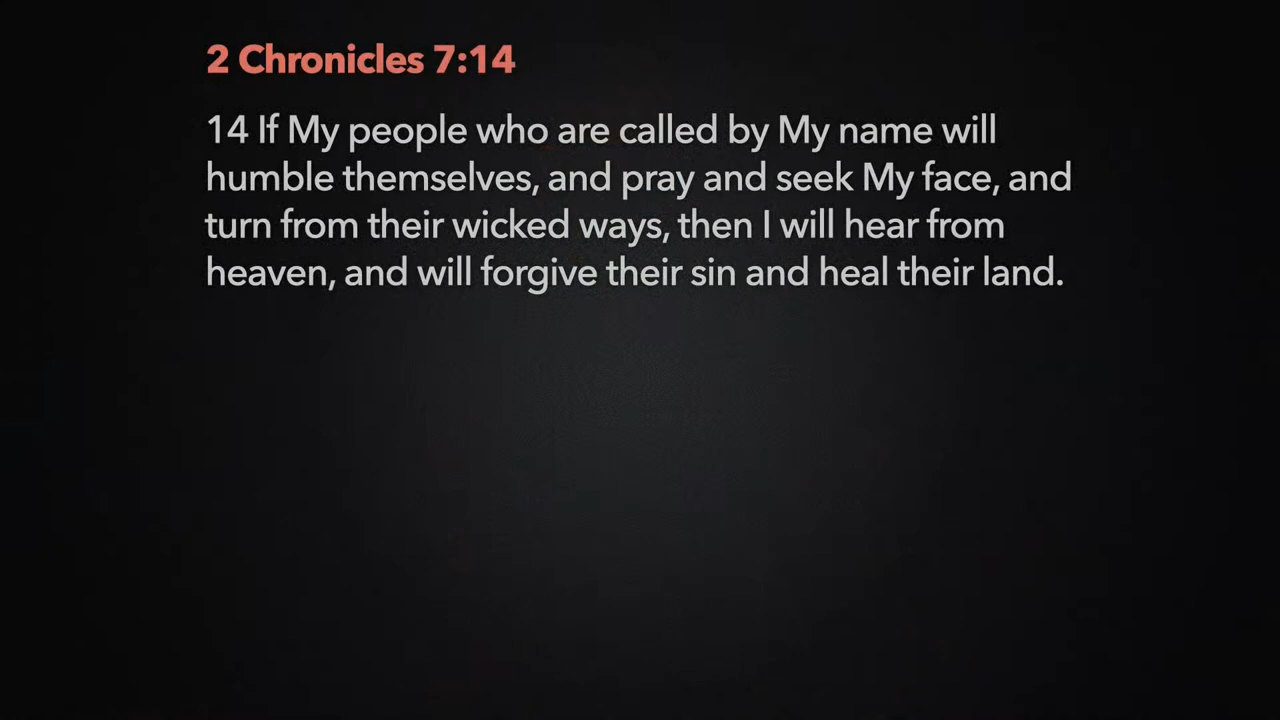 2 Chronicles 7:14
14 If My people who are called by My name will
humble themselves, and pray and seek My face, and
turn from their wicked ways, then I will hear from
heaven, and will forgive their sin and heal their land.